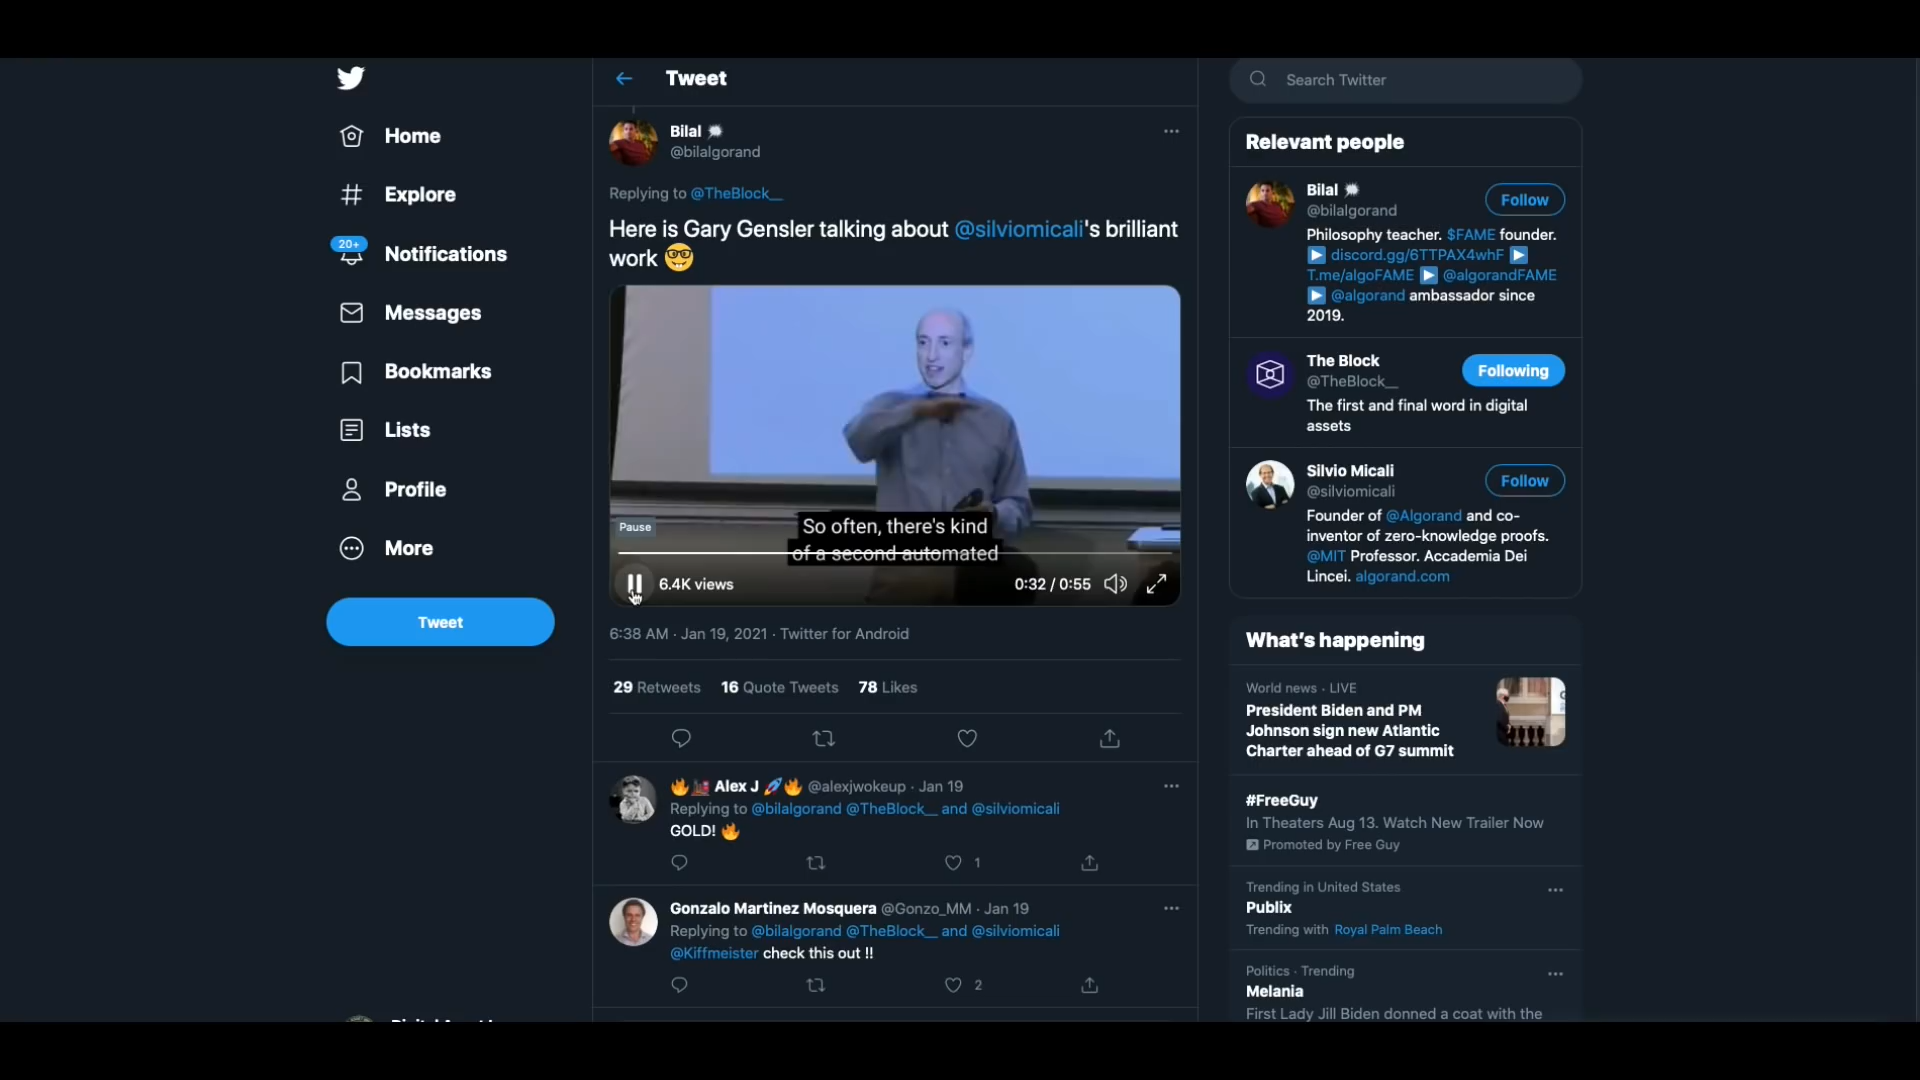 Home
Explore
20+
Notifications
Messages
Bookmarks
Lists
Profile
More
Tweet
Tweet
Bilal
@bilalgorand
Replying to @TheBlock__
Here is Gary Gensler talking about @silviomicali's brilliant
work 🤓
So often, there's kind
of a second automated
Pause
6.4K views
0:32 / 0:55
6:38 AM · Jan 19, 2021 · Twitter for Android
29 Retweets 16 Quote Tweets 78 Likes
Alex J 🚀🔥 @alexjwokeup · Jan 19
Replying to @bilalgorand @TheBlock__ and @silviomicali
GOLD! 🔥
1
Gonzalo Martinez Mosquera @Gonzo_MM · Jan 19
Replying to @bilalgorand @TheBlock__ and @silviomicali
@Kiffmeister check this out !!
2
Search Twitter
Relevant people
Bilal
@bilalgorand
Follow
Philosophy teacher. $FAME founder.
▶ discord.gg/6TTPAX4whF ▶
T.me/algoFAME ▶ @algorandFAME
▶ @algorand ambassador since
2019.
The Block
@TheBlock__
Following
The first and final word in digital
assets
Silvio Micali
@silviomicali
Follow
Founder of @Algorand and co-
inventor of zero-knowledge proofs.
@MIT Professor. Accademia Dei
Lincei. algorand.com
What's happening
World news · LIVE
President Biden and PM
Johnson sign new Atlantic
Charter ahead of G7 summit
#FreeGuy
In Theaters Aug 13. Watch New Trailer Now
Promoted by Free Guy
Trending in United States
Publix
Trending with Royal Palm Beach
Politics · Trending
Melania
First Lady Jill Biden donned a coat with the